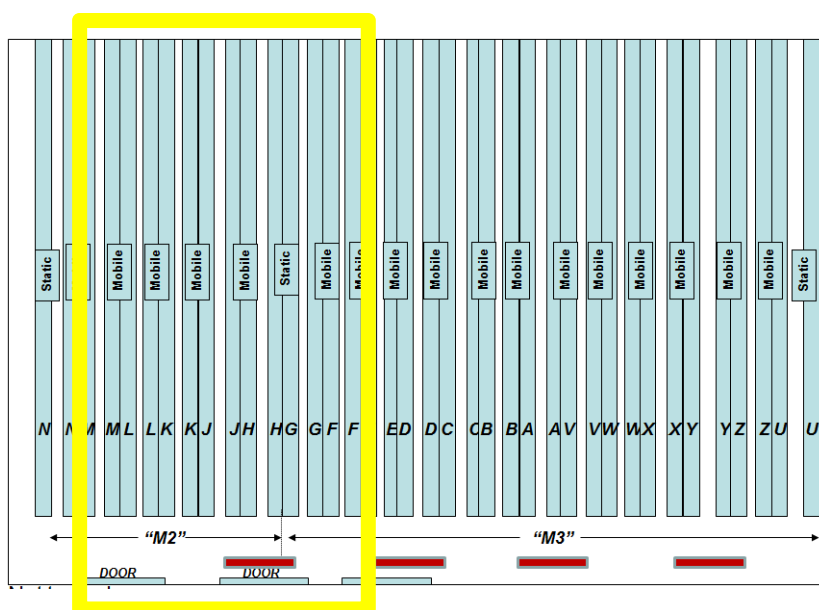 Static Mobile Mobile Mobile Mobile Static Mobile Mobile Mobile Mobile Mobile Mobile Mobile Mobile Mobile Mobile Mobile Mobile Static
N N M M L L K K J J H H G G F F E D D C C B B A A V V W W X X Y Y Z Z U U
“M2” “M3”
DOOR DOOR